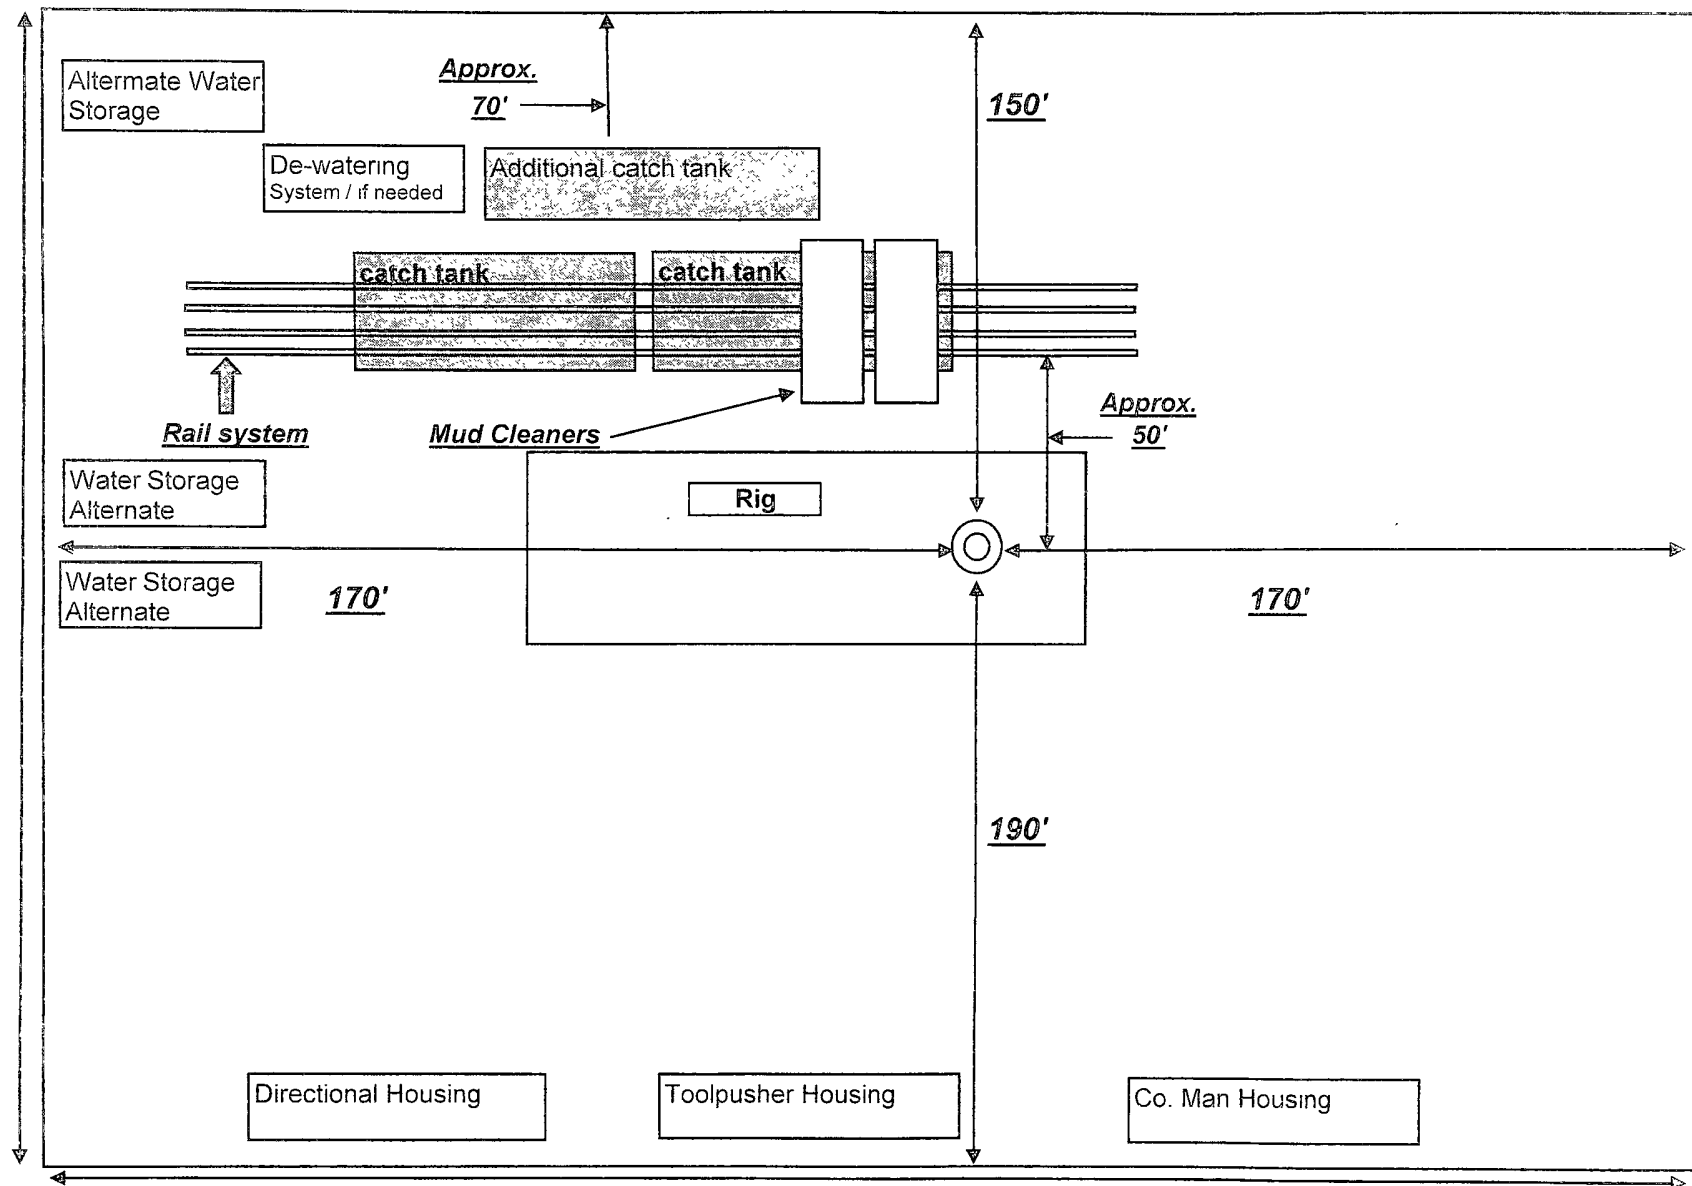 Altermate Water
Storage
Approx.
70'
150'
De-watering
System / if needed
Additional catch tank
catch tank
catch tank
Rail system
Mud Cleaners
Approx.
50'
Water Storage
Alternate
Rig
Water Storage
Alternate
170'
170'
190'
Directional Housing
Toolpusher Housing
Co. Man Housing